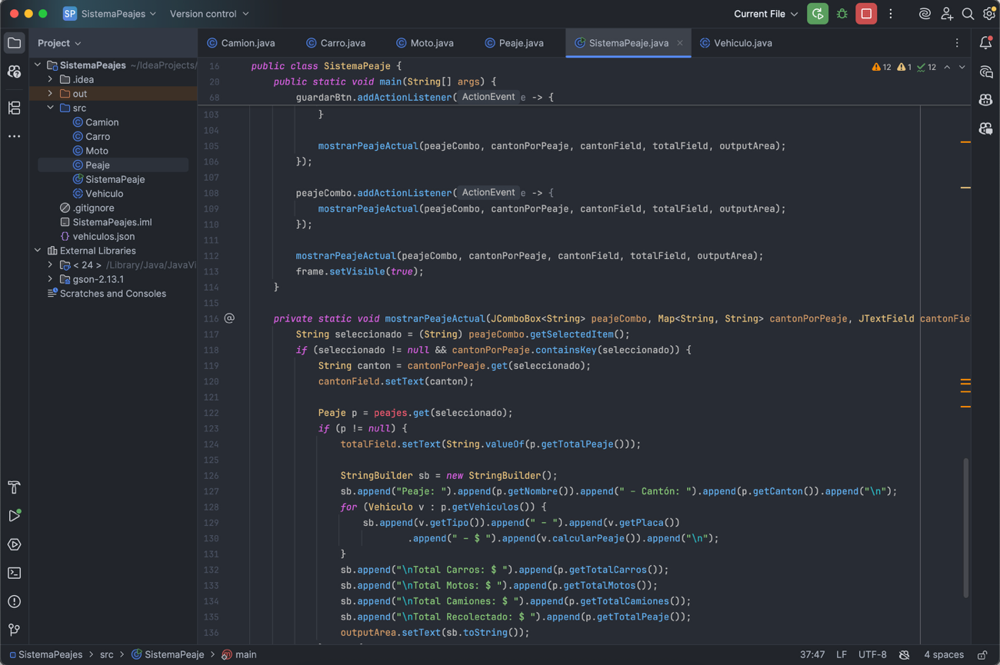 SP SistemaPeajes Version control Current File
Project
Camion.java Carro.java Moto.java Peaje.java SistemaPeaje.java Vehiculo.java
SistemaPeajes ~/IdeaProjects/
.idea
out
src
Camion
Carro
Moto
Peaje
SistemaPeaje
Vehiculo
.gitignore
SistemaPeajes.iml
vehiculos.json
External Libraries
< 24 > /Library/Java/JavaVi
gson-2.13.1
Scratches and Consoles
12 1 12
16 public class SistemaPeaje {
20 public static void main(String[] args) {
68 guardarBtn.addActionListener( ActionEvent e -> {
103 }
104
105 mostrarPeajeActual(peajeCombo, cantonPorPeaje, cantonField, totalField, outputArea);
106 });
107
108 peajeCombo.addActionListener( ActionEvent e -> {
109 mostrarPeajeActual(peajeCombo, cantonPorPeaje, cantonField, totalField, outputArea);
110 });
111
112 mostrarPeajeActual(peajeCombo, cantonPorPeaje, cantonField, totalField, outputArea);
113 frame.setVisible(true);
114 }
115
116 @ private static void mostrarPeajeActual(JComboBox<String> peajeCombo, Map<String, String> cantonPorPeaje, JTextField cantonFie
117 String seleccionado = (String) peajeCombo.getSelectedItem();
118 if (seleccionado != null && cantonPorPeaje.containsKey(seleccionado)) {
119 String canton = cantonPorPeaje.get(seleccionado);
120 cantonField.setText(canton);
121
122 Peaje p = peajes.get(seleccionado);
123 if (p != null) {
124 totalField.setText(String.valueOf(p.getTotalPeaje()));
125
126 StringBuilder sb = new StringBuilder();
127 sb.append("Peaje: ").append(p.getNombre()).append(" – Cantón: ").append(p.getCanton()).append("\n");
128 for (Vehiculo v : p.getVehiculos()) {
129 sb.append(v.getTipo()).append(" – ").append(v.getPlaca())
130 .append(" – $ ").append(v.calcularPeaje()).append("\n");
131 }
132 sb.append("\nTotal Carros: $ ").append(p.getTotalCarros());
133 sb.append("\nTotal Motos: $ ").append(p.getTotalMotos());
134 sb.append("\nTotal Camiones: $ ").append(p.getTotalCamiones());
135 sb.append("\nTotal Recolectado: $ ").append(p.getTotalPeaje());
136 outputArea.setText(sb.toString());
SistemaPeajes > src > SistemaPeaje > main 37:47 LF UTF-8 4 spaces